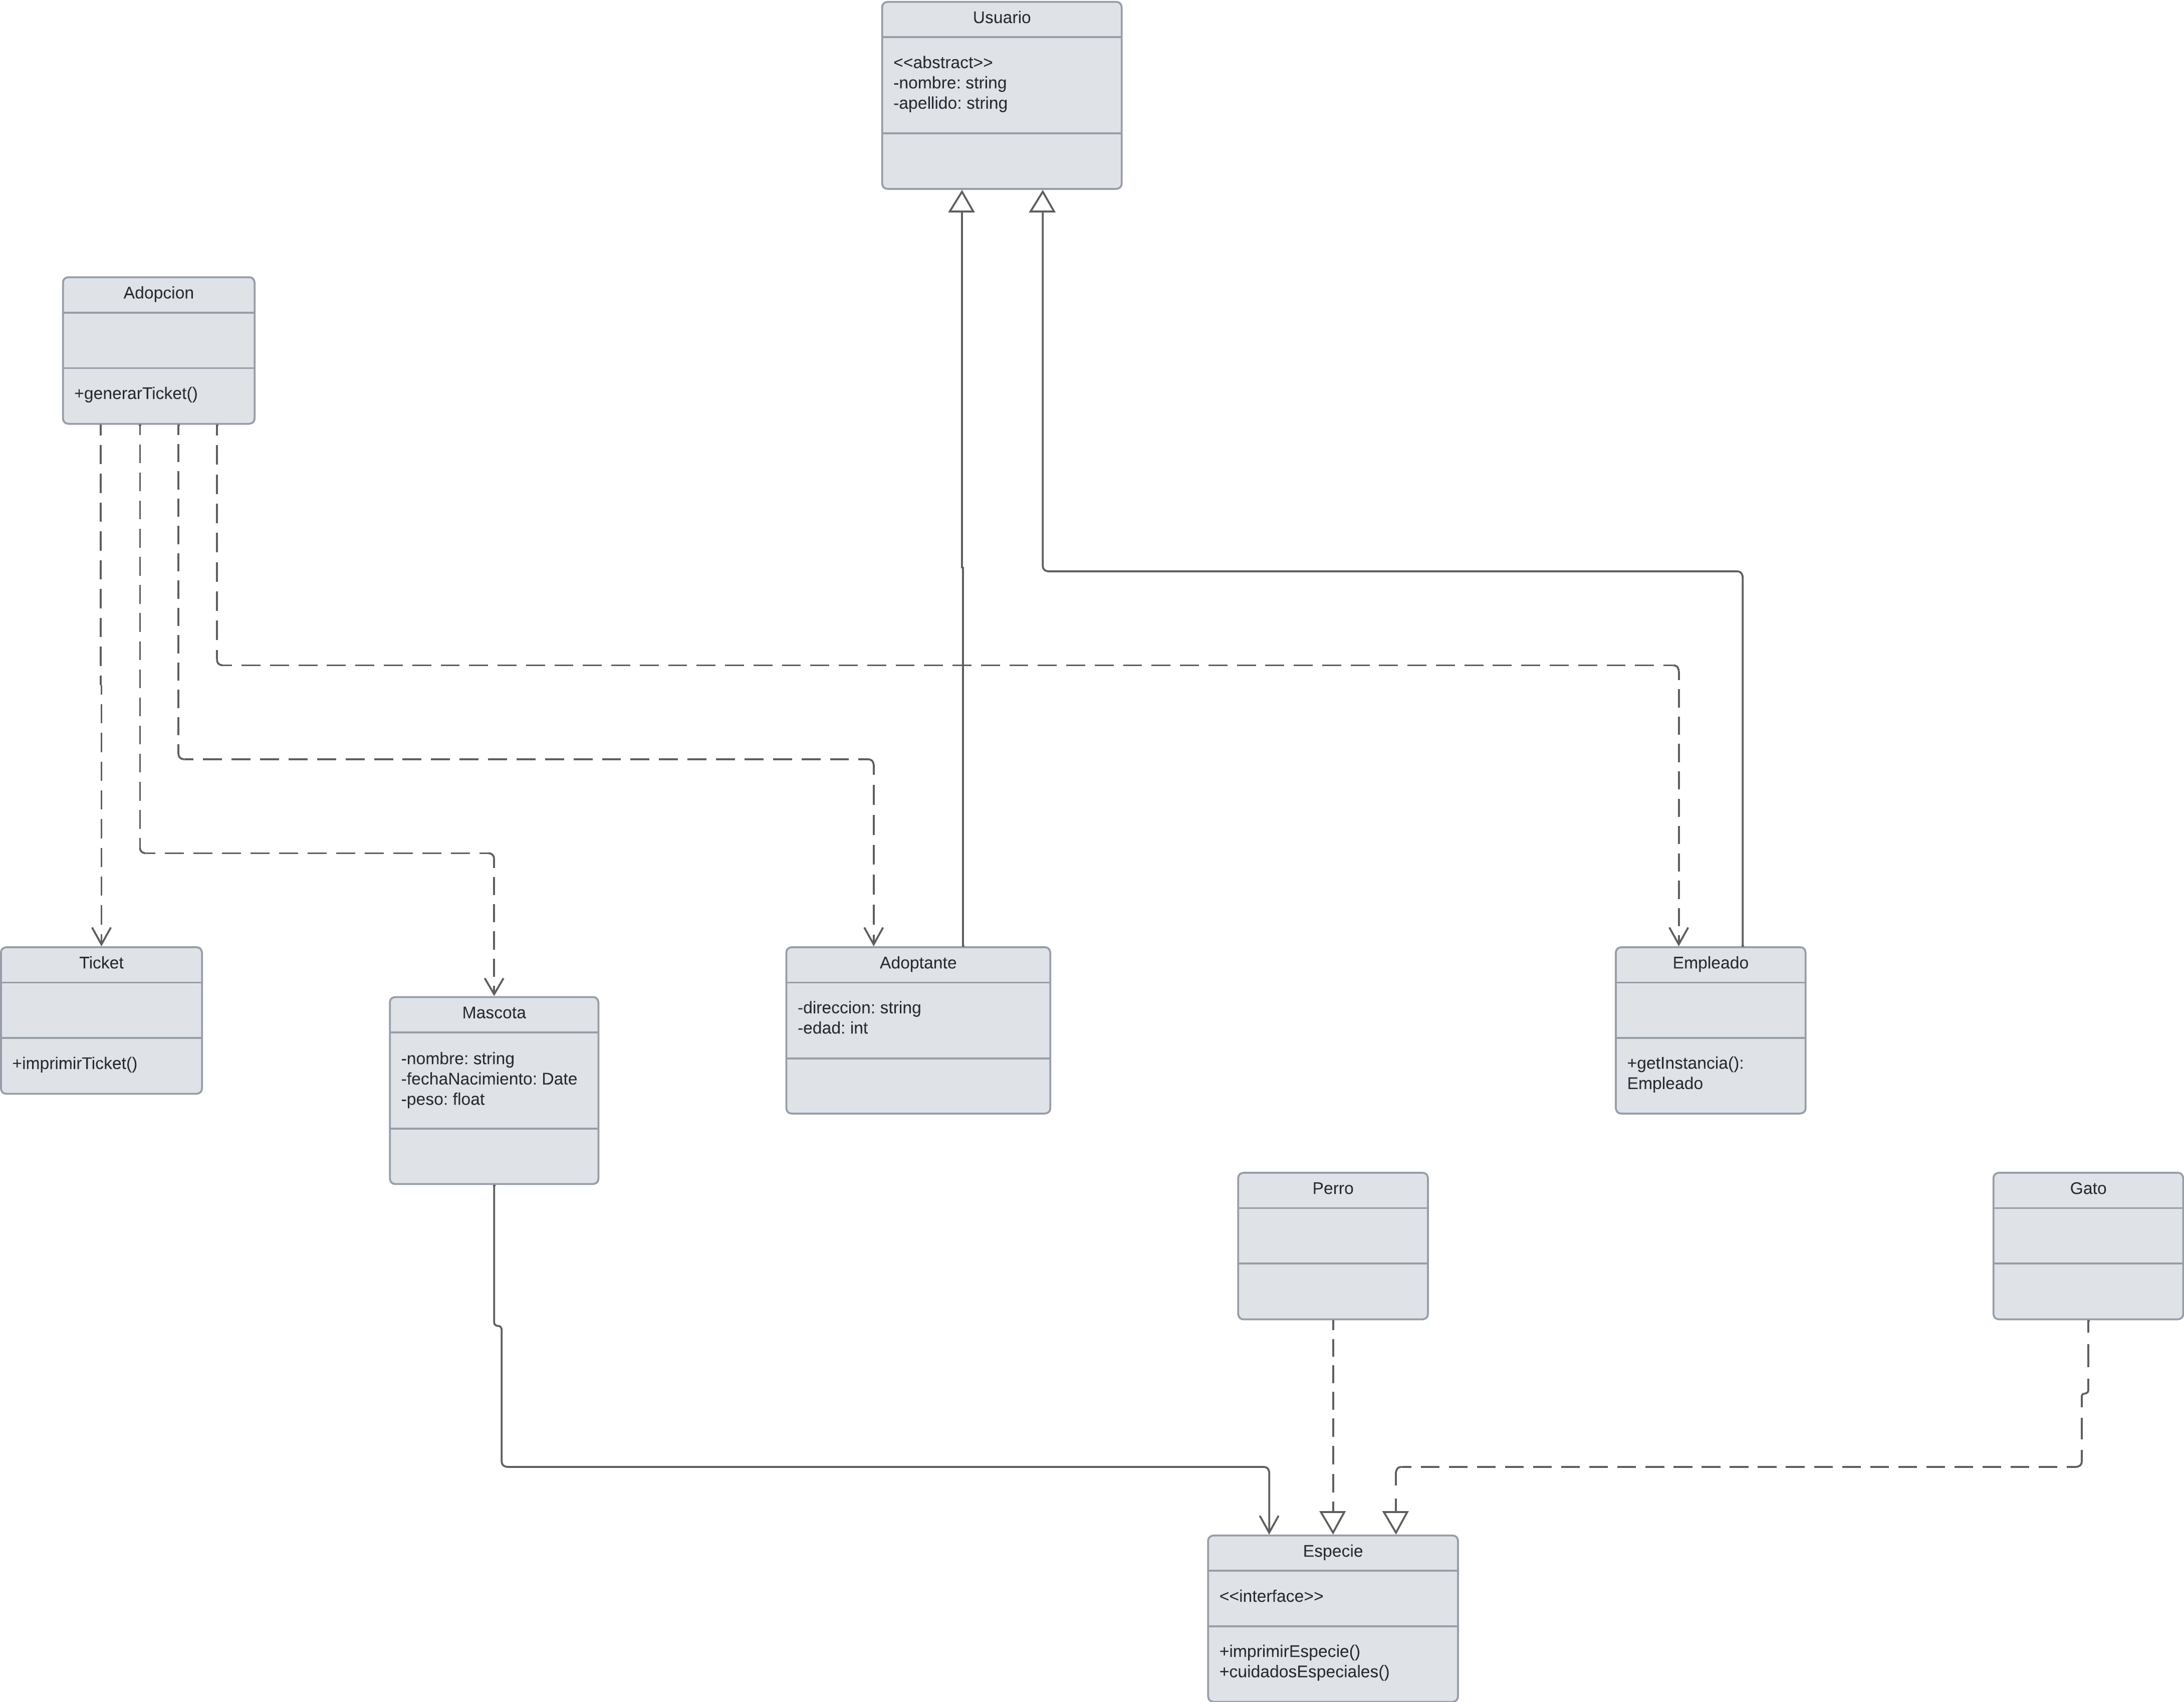 Usuario
<<abstract>>
-nombre: string
-apellido: string
Adopcion
+generarTicket()
Ticket
+imprimirTicket()
Mascota
-nombre: string
-fechaNacimiento: Date
-peso: float
Adoptante
-direccion: string
-edad: int
Empleado
+getInstancia():
Empleado
Perro
Gato
Especie
<<interface>>
+imprimirEspecie()
+cuidadosEspeciales()